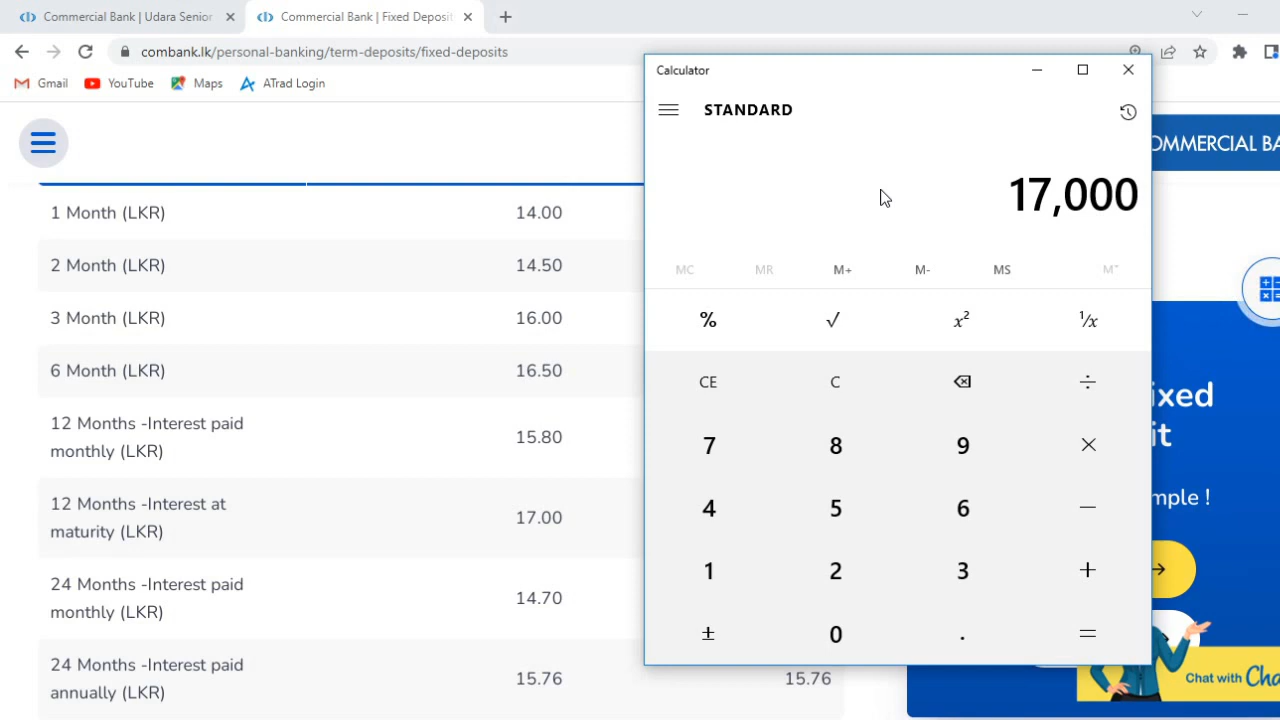 Commercial Bank | Udara Senior
Commercial Bank | Fixed Deposit
combank.lk/personal-banking/term-deposits/fixed-deposits
Gmail YouTube Maps ATrad Login
Calculator
STANDARD
17,000
MC MR M+ M- MS M
% √ x² ¹/x
CE C ÷
7 8 9 ×
4 5 6 −
1 2 3 +
± 0 . =
1 Month (LKR) 14.00
2 Month (LKR) 14.50
3 Month (LKR) 16.00
6 Month (LKR) 16.50
12 Months -Interest paid
monthly (LKR) 15.80
12 Months -Interest at
maturity (LKR) 17.00
24 Months -Interest paid
monthly (LKR) 14.70
24 Months -Interest paid
annually (LKR) 15.76 15.76
OMMERCIAL BA
ixed
it
mple !
Chat with Cha